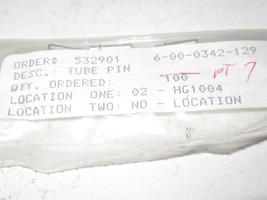 ORDER#: 532901 6-00-0342-129
DESC.: TUBE PIN
QTY. ORDERED: 100 PT 7
LOCATION ONE: 02 - HG1004
LOCATION TWO: NO - LOCATION